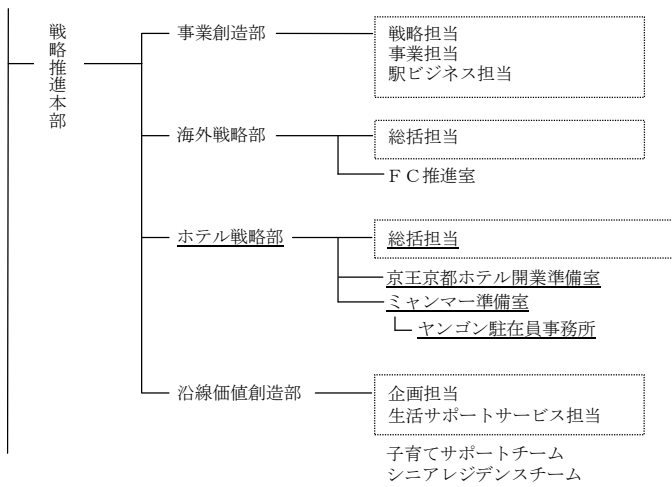 戦略推進本部
事業創造部
戦略担当
事業担当
駅ビジネス担当
海外戦略部
総括担当
ＦＣ推進室
ホテル戦略部
総括担当
京王京都ホテル開業準備室
ミャンマー準備室
ヤンゴン駐在員事務所
沿線価値創造部
企画担当
生活サポートサービス担当
子育てサポートチーム
シニアレジデンスチーム